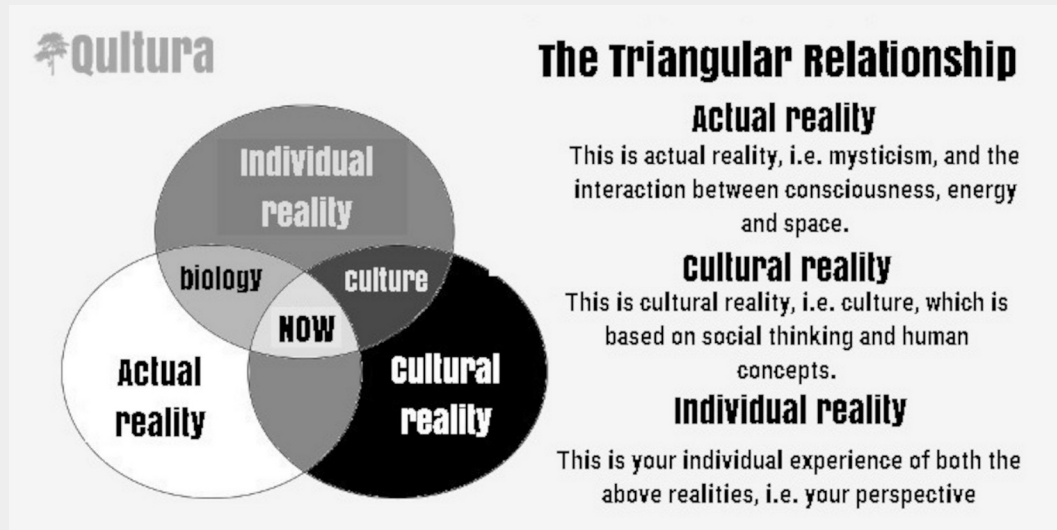 Qultura
The Triangular Relationship
Individual
reality
biology
culture
NOW
Actual
reality
Cultural
reality
Actual reality
This is actual reality, i.e. mysticism, and the
interaction between consciousness, energy
and space.
Cultural reality
This is cultural reality, i.e. culture, which is
based on social thinking and human
concepts.
Individual reality
This is your individual experience of both the
above realities, i.e. your perspective